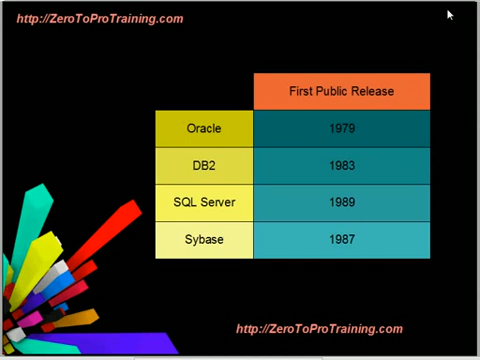 http://ZeroToProTraining.com
First Public Release
Oracle 1979
DB2 1983
SQL Server 1989
Sybase 1987
http://ZeroToProTraining.com